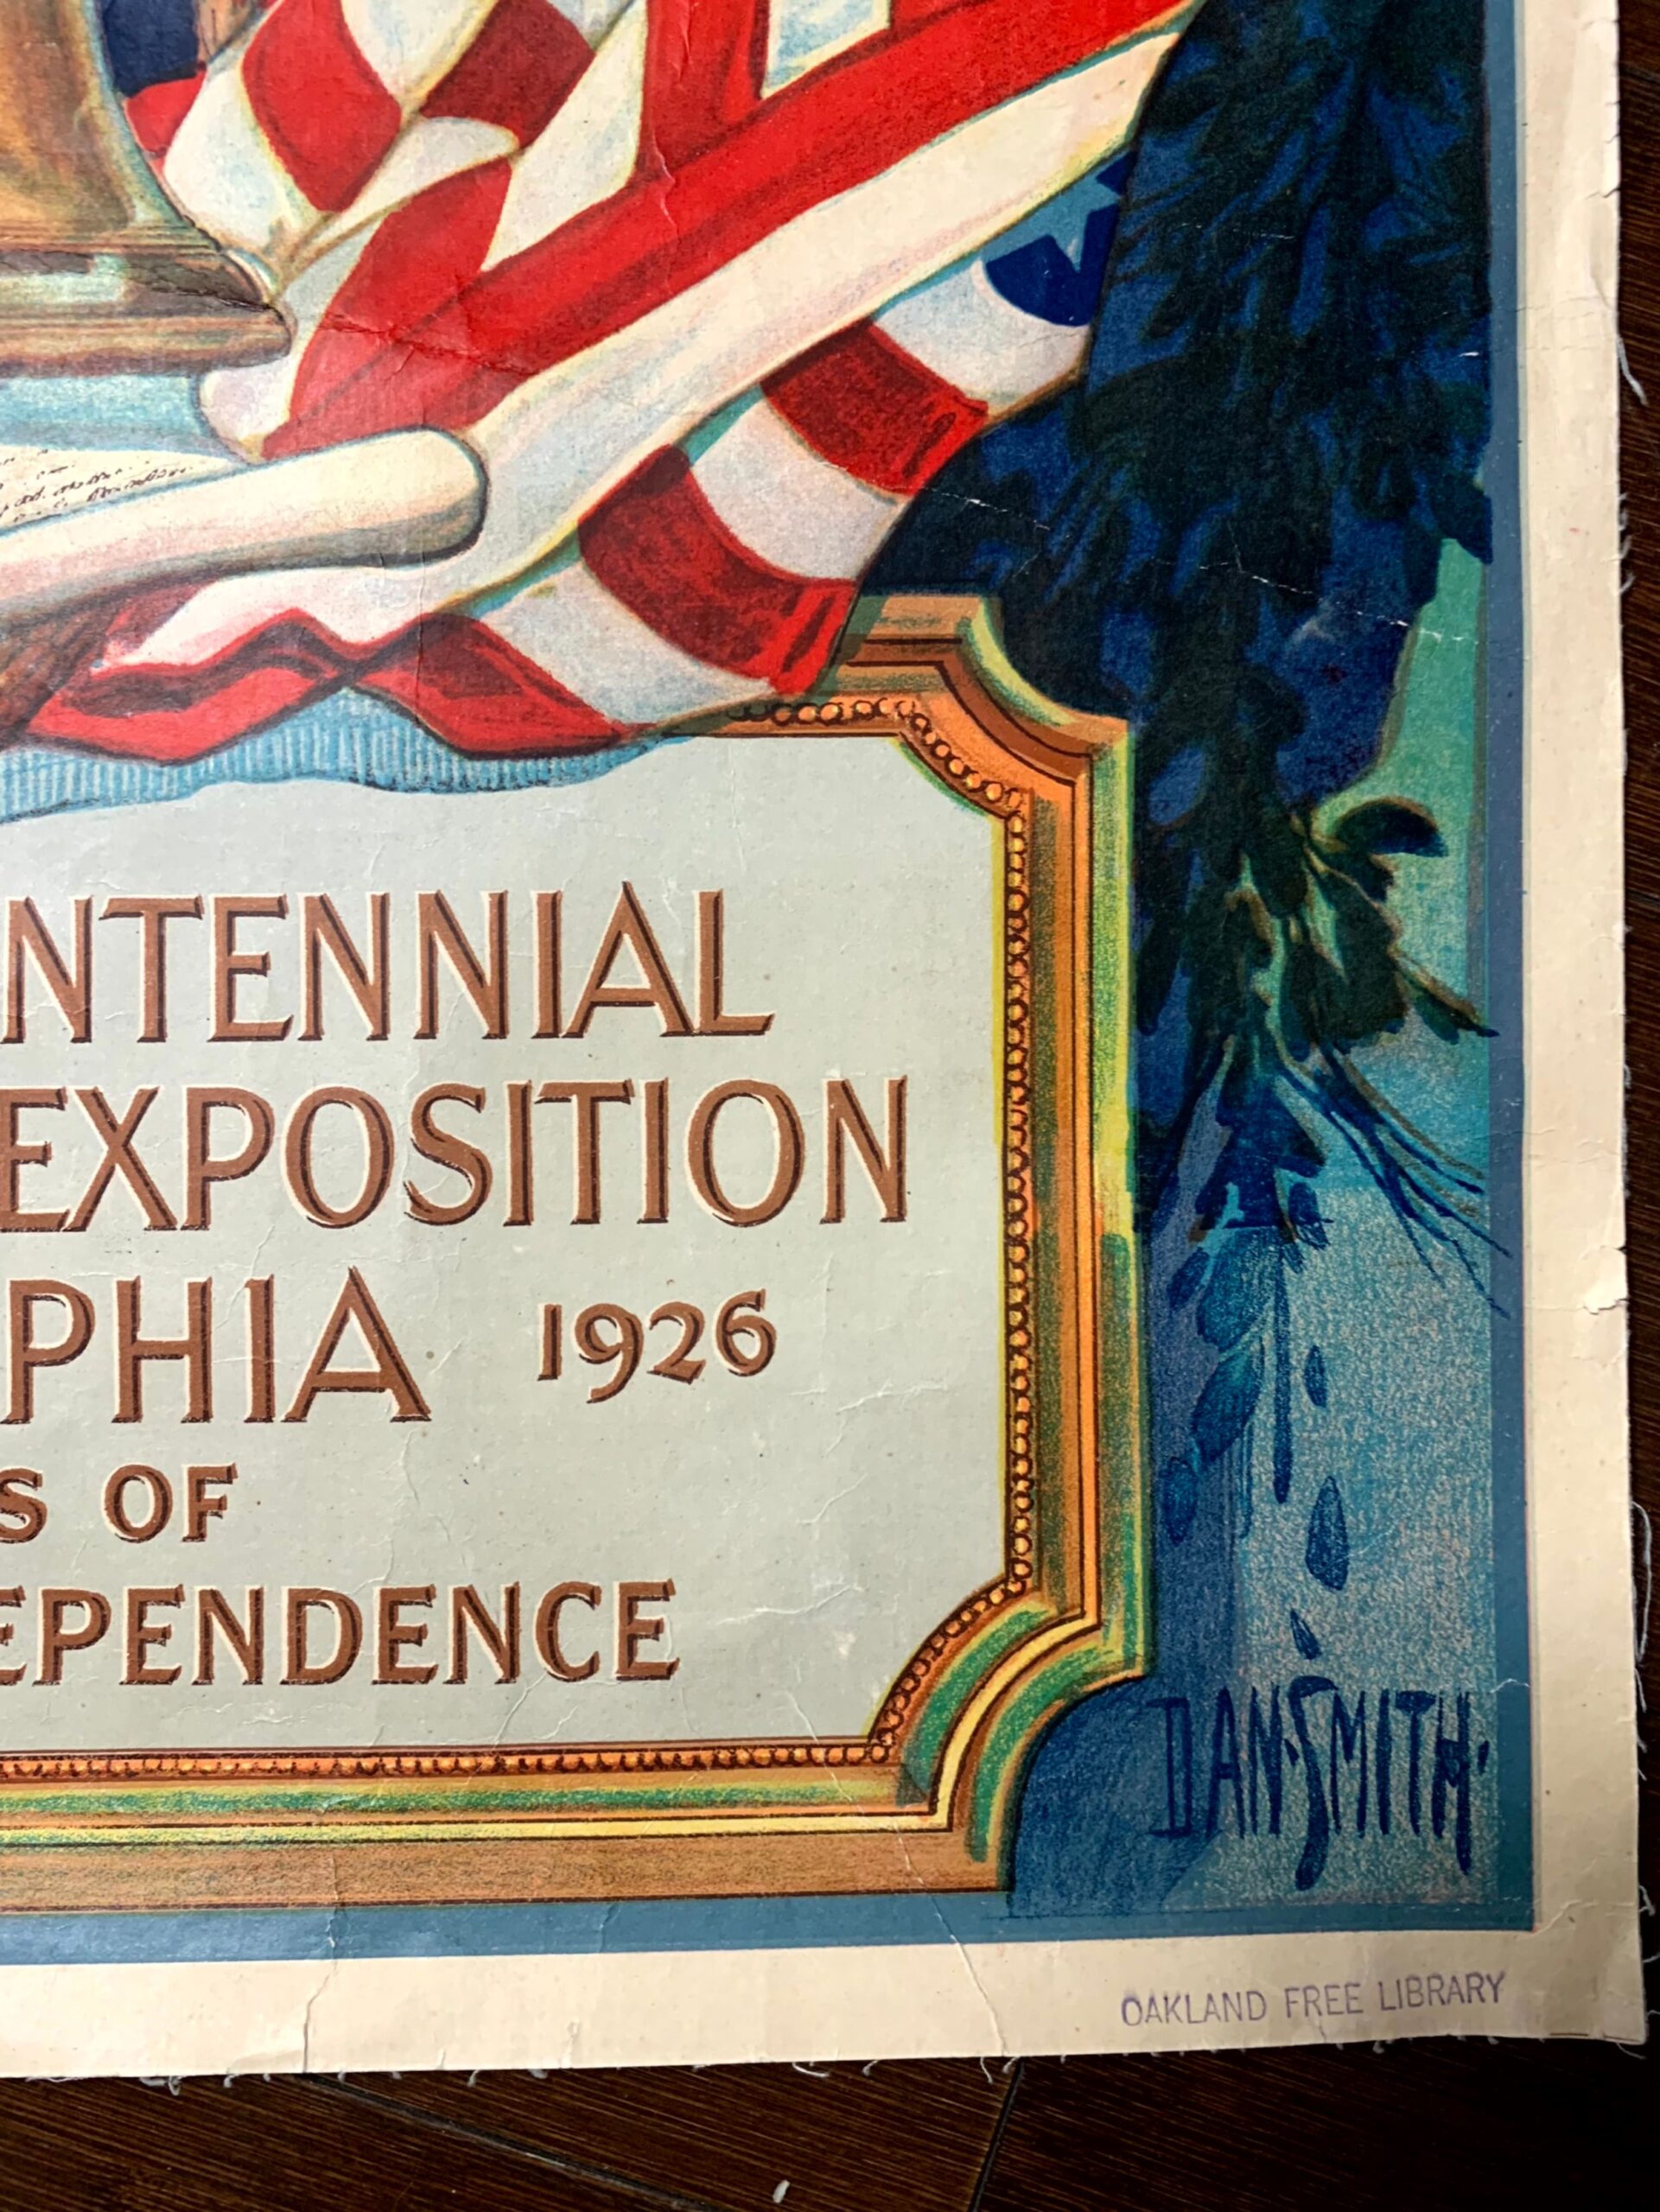 NTENNIAL
EXPOSITION
PHIA 1926
S OF
EPENDENCE
DAN·SMITH·
OAKLAND FREE LIBRARY